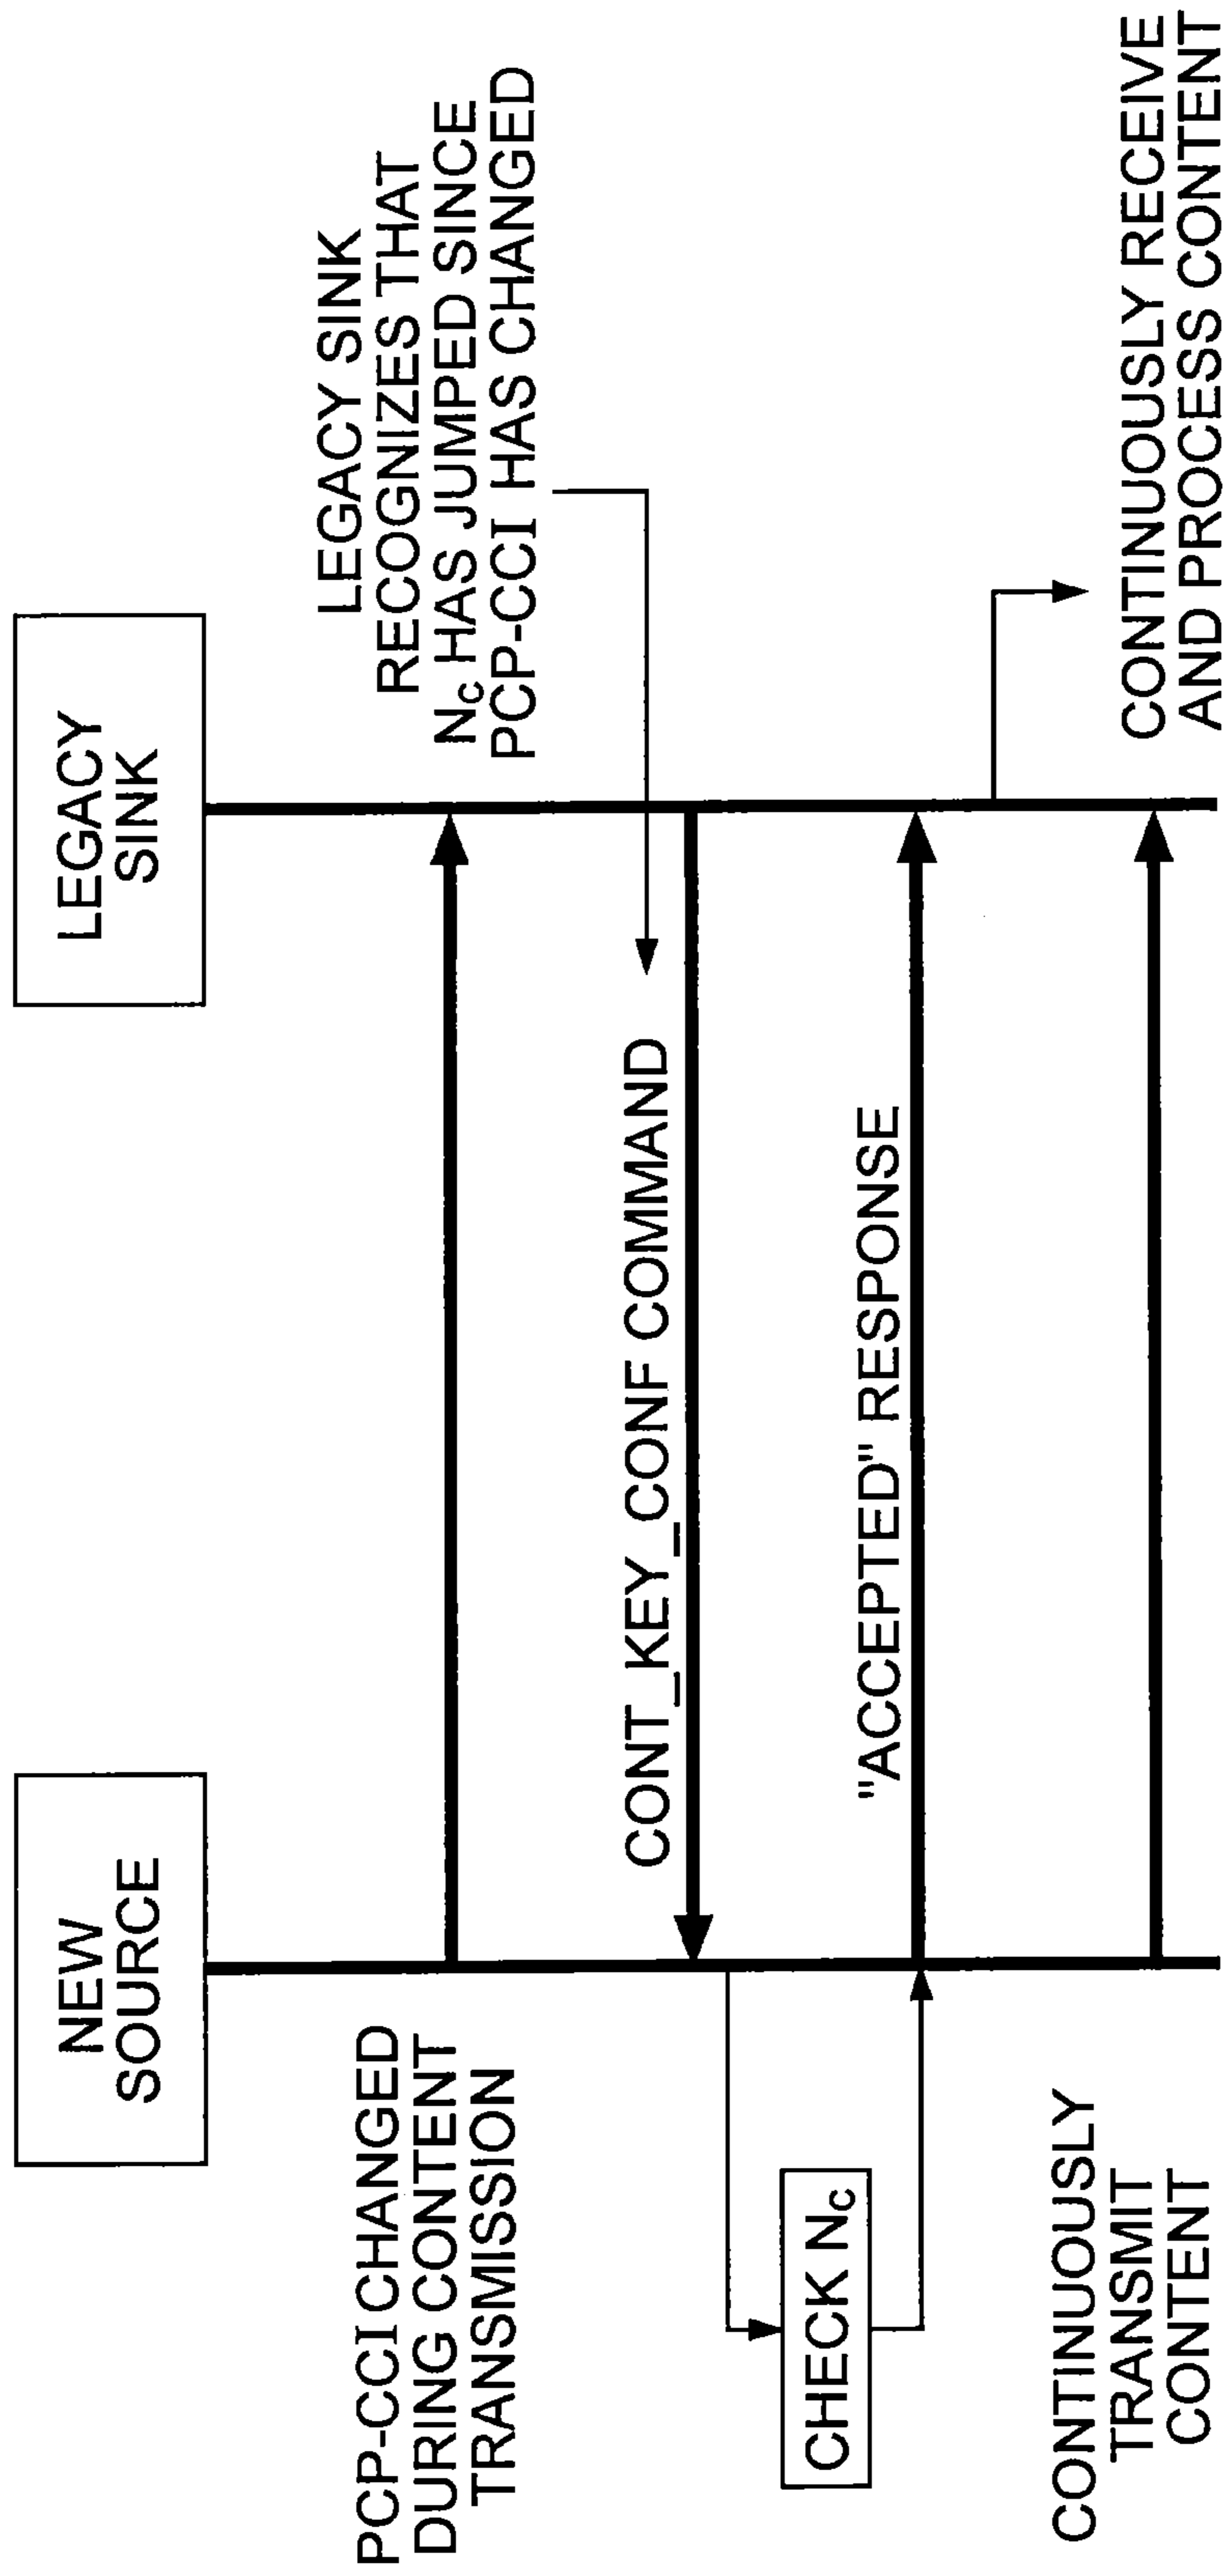 NEW
SOURCE
LEGACY
SINK
PCP-CCI CHANGED
DURING CONTENT
TRANSMISSION
LEGACY SINK
RECOGNIZES THAT
Nc HAS JUMPED SINCE
PCP-CCI HAS CHANGED
CONT_KEY_CONF COMMAND
CHECK Nc
"ACCEPTED" RESPONSE
CONTINUOUSLY
TRANSMIT
CONTENT
CONTINUOUSLY RECEIVE
AND PROCESS CONTENT